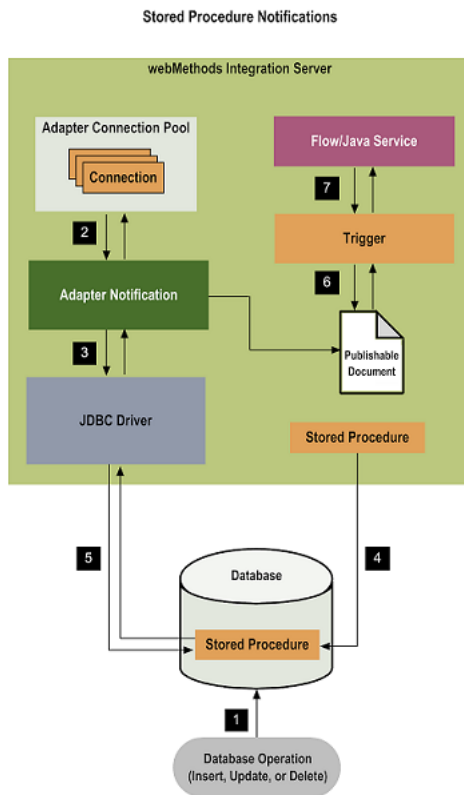 Stored Procedure Notifications
webMethods Integration Server
Adapter Connection Pool
Connection
Flow/Java Service
2
7
Trigger
Adapter Notification
6
3
Publishable
Document
JDBC Driver
Stored Procedure
5
4
Database
Stored Procedure
1
Database Operation
(Insert, Update, or Delete)